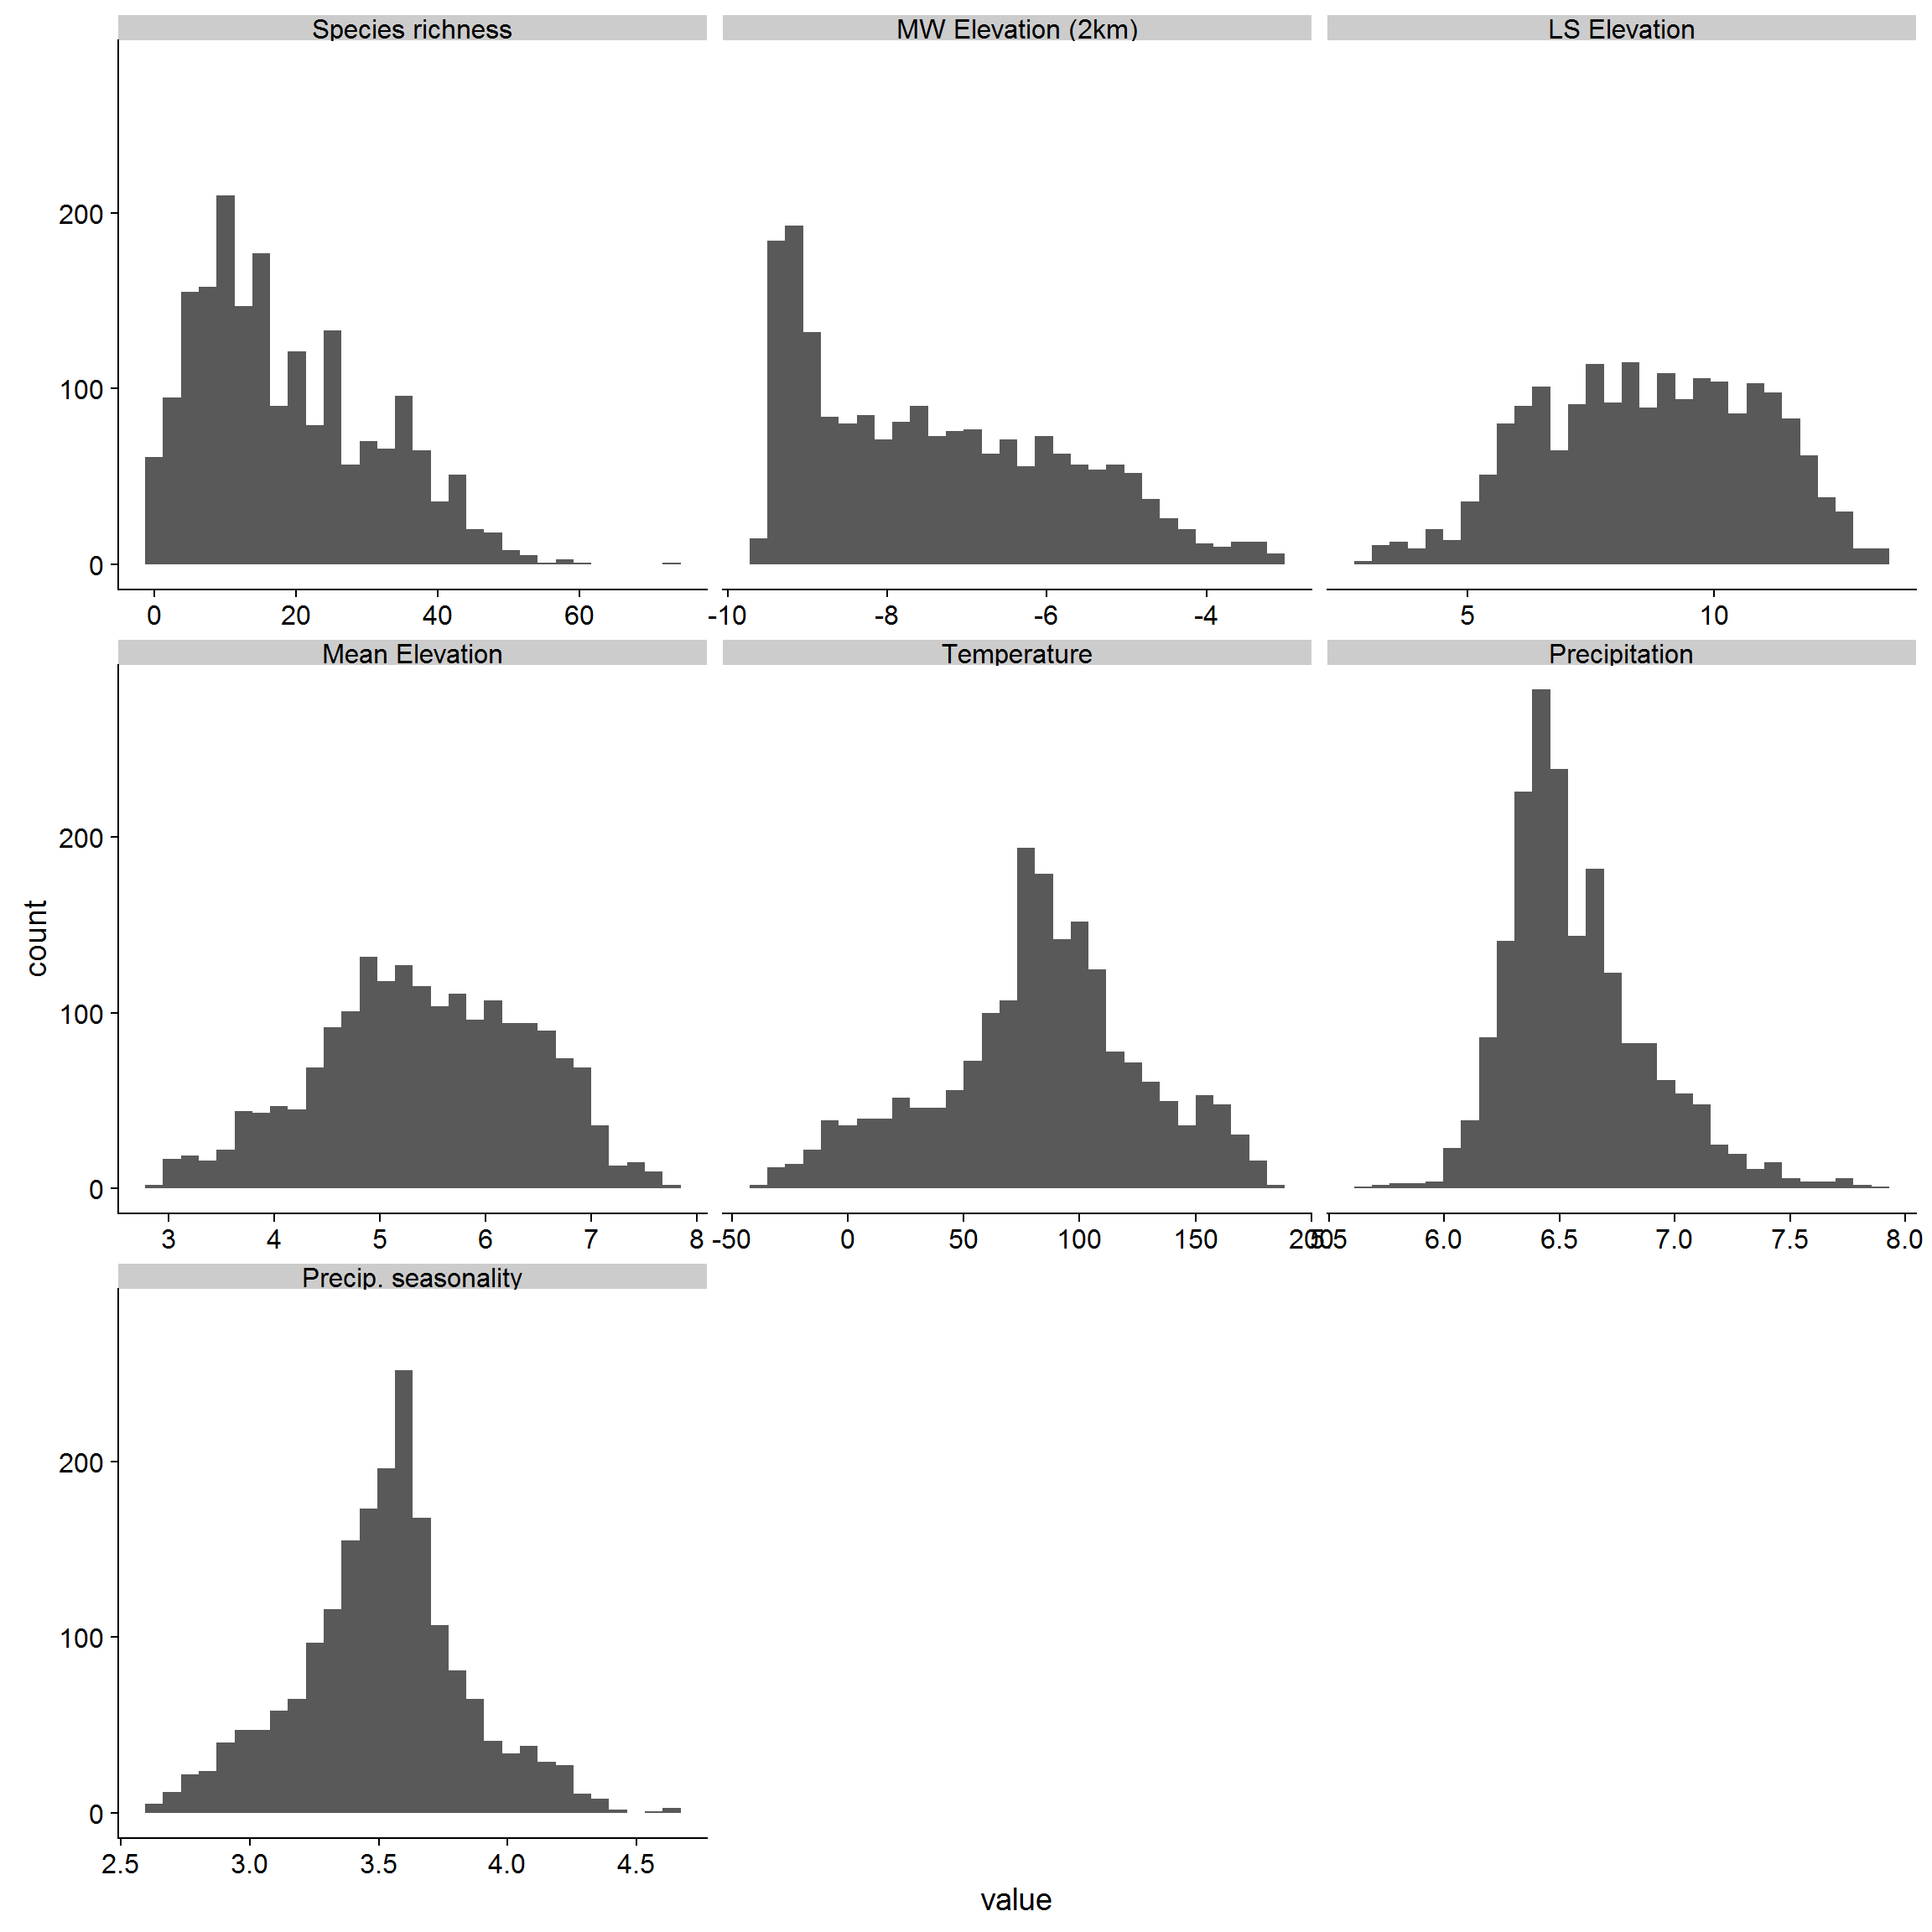 Species richness MW Elevation (2km) LS Elevation
200
100
0
0 20 40 60 -10 -8 -6 -4 5 10
Mean Elevation Temperature Precipitation
200
100
0
3 4 5 6 7 8 -50 0 50 100 150 200 5.5 6.0 6.5 7.0 7.5 8.0
count
Precip. seasonality
200
100
0
2.5 3.0 3.5 4.0 4.5
value